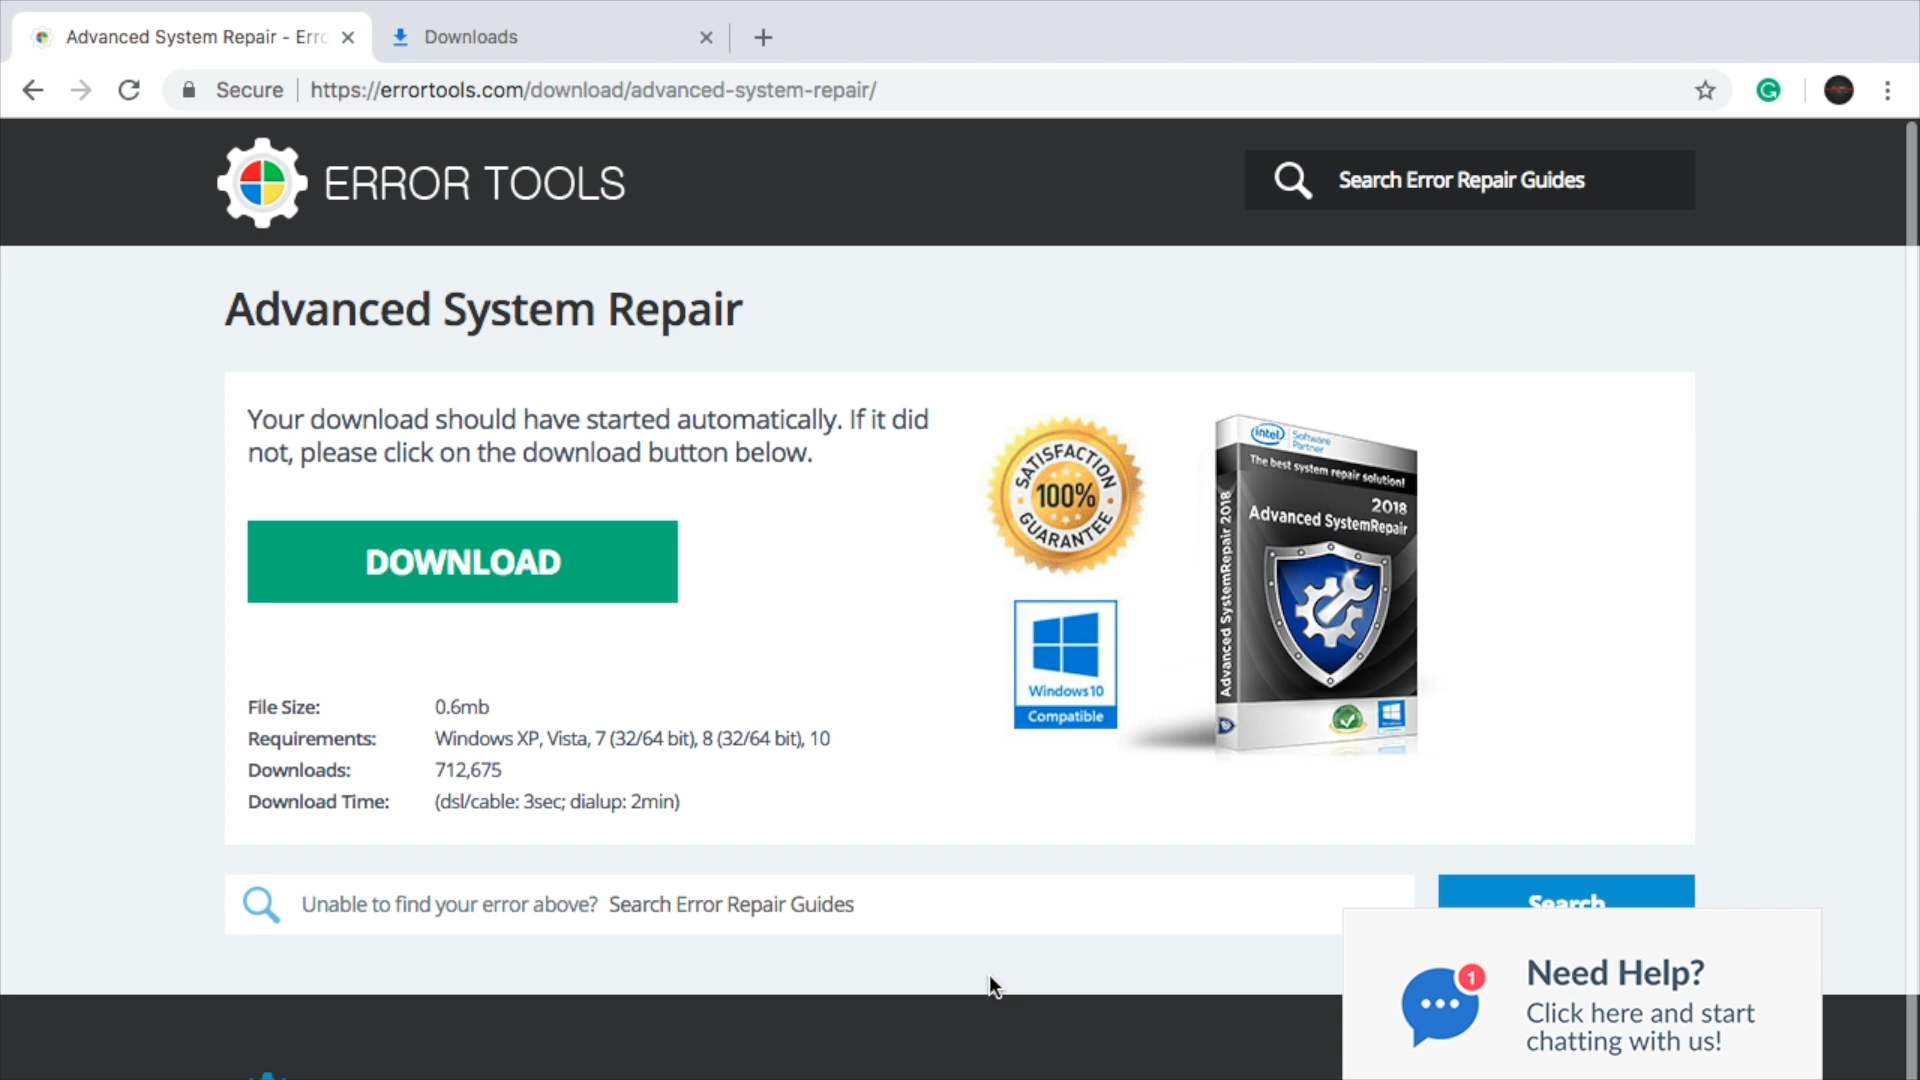 Advanced System Repair - Erro
Downloads
Secure
https://errortools.com/download/advanced-system-repair/
ERROR TOOLS
Search Error Repair Guides
Advanced System Repair
Your download should have started automatically. If it did
not, please click on the download button below.
DOWNLOAD
File Size: 0.6mb
Requirements: Windows XP, Vista, 7 (32/64 bit), 8 (32/64 bit), 10
Downloads: 712,675
Download Time: (dsl/cable: 3sec; dialup: 2min)
SATISFACTION
100%
GUARANTEE
Windows 10
Compatible
intel Software
Partner
The best system repair solution!
2018
Advanced SystemRepair
Advanced SystemRepair 2018
Unable to find your error above? Search Error Repair Guides
Search
1
Need Help?
Click here and start
chatting with us!